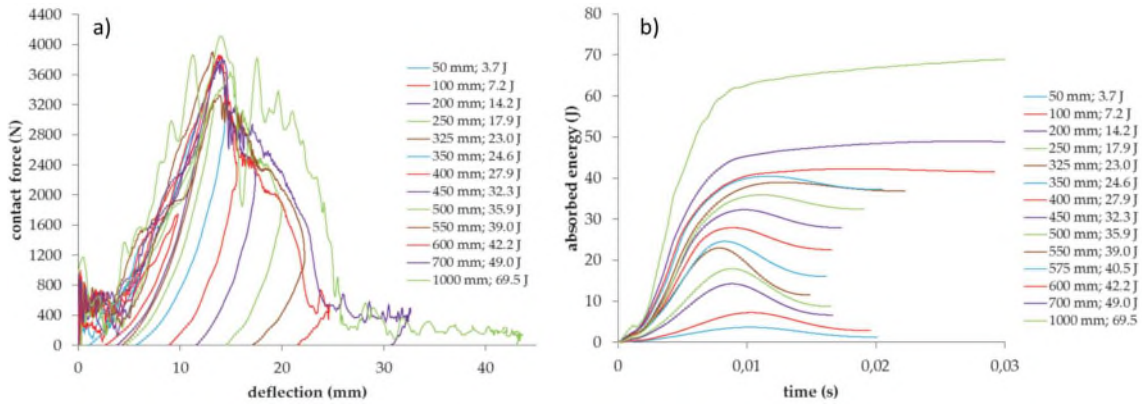 a)
contact force (N)
4400
4000
3600
3200
2800
2400
2000
1600
1200
800
400
0
0
10
20
30
40
deflection (mm)
50 mm; 3.7 J
100 mm; 7.2 J
200 mm; 14.2 J
250 mm; 17.9 J
325 mm; 23.0 J
350 mm; 24.6 J
400 mm; 27.9 J
450 mm; 32.3 J
500 mm; 35.9 J
550 mm; 39.0 J
600 mm; 42.2 J
700 mm; 49.0 J
1000 mm; 69.5 J
b)
absorbed energy (J)
80
70
60
50
40
30
20
10
0
0
0,01
0,02
0,03
time (s)
50 mm; 3.7 J
100 mm; 7.2 J
200 mm; 14.2 J
250 mm; 17.9 J
325 mm; 23.0 J
350 mm; 24.6 J
400 mm; 27.9 J
450 mm; 32.3 J
500 mm; 35.9 J
550 mm; 39.0 J
575 mm; 40.5 J
600 mm; 42.2 J
700 mm; 49.0 J
1000 mm; 69.5